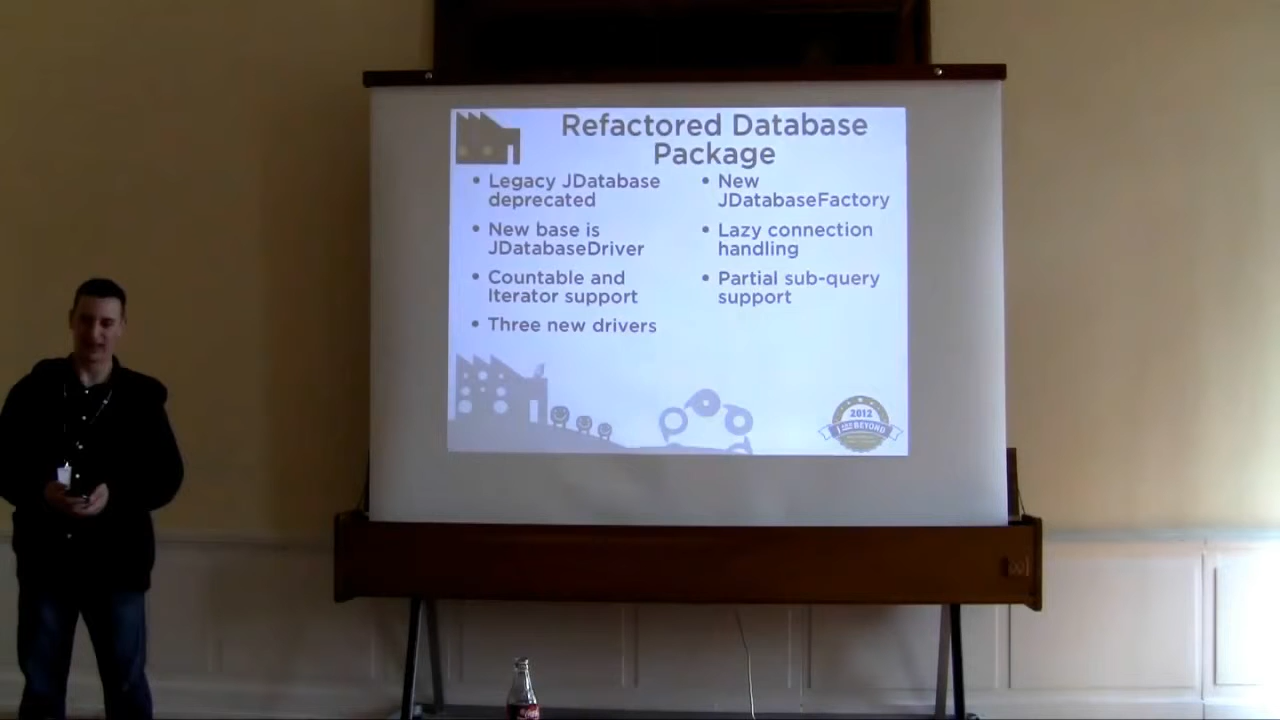 Refactored Database
Package
• Legacy JDatabase
deprecated
• New base is
JDatabaseDriver
• Countable and
Iterator support
• Three new drivers
• New
JDatabaseFactory
• Lazy connection
handling
• Partial sub-query
support
2012
BEYOND